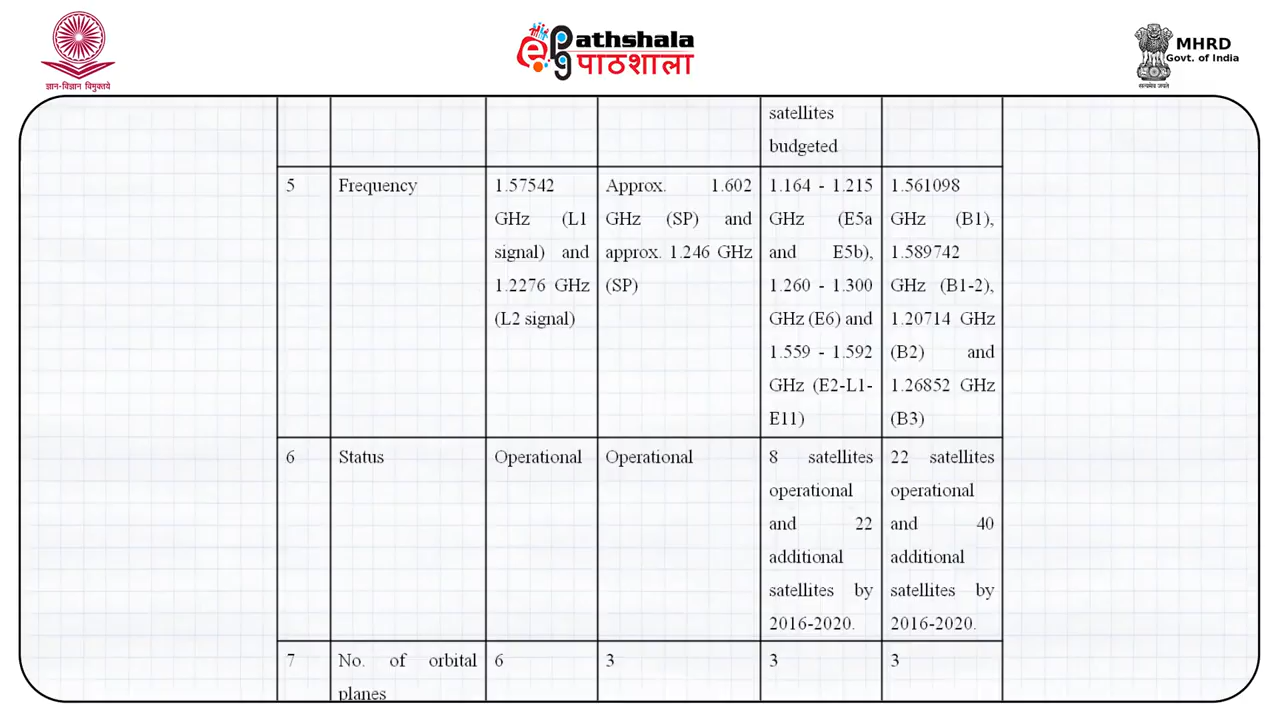 ज्ञान-विज्ञान विमुक्तये
epg Pathshala
पाठशाला
MHRD
Govt. of India
सत्यमेव जयते
satellites
budgeted
5
Frequency
1.57542
GHz (L1
signal) and
1.2276 GHz
(L2 signal)
Approx. 1.602
GHz (SP) and
approx. 1.246 GHz
(SP)
1.164 - 1.215
GHz (E5a
and E5b),
1.260 - 1.300
GHz (E6) and
1.559 - 1.592
GHz (E2-L1-
E11)
1.561098
GHz (B1),
1.589742
GHz (B1-2),
1.20714 GHz
(B2) and
1.26852 GHz
(B3)
6
Status
Operational
Operational
8 satellites
operational
and 22
additional
satellites by
2016-2020.
22 satellites
operational
and 40
additional
satellites by
2016-2020.
7
No. of orbital
planes
6
3
3
3